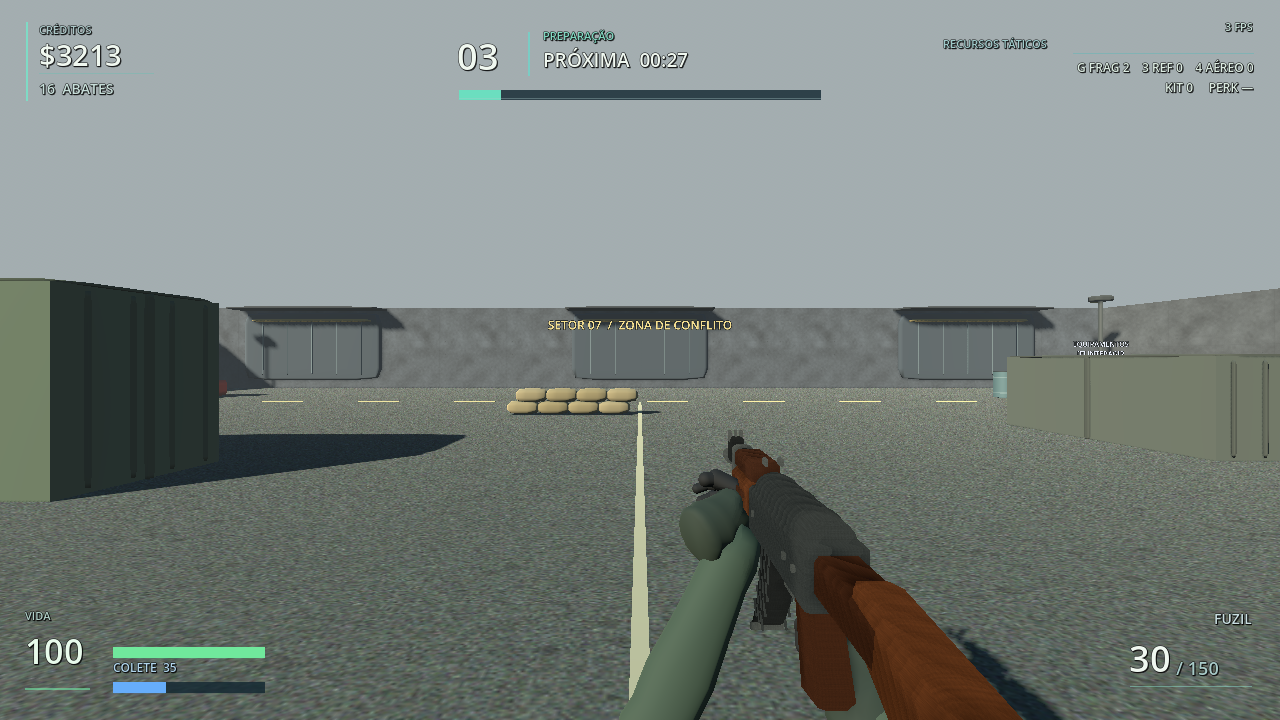 CRÉDITOS
$3213
16 ABATES
03
PREPARAÇÃO
PRÓXIMA 00:27
3 FPS
RECURSOS TÁTICOS
G FRAG 2 3 REF 0 4 AÉREO 0
KIT 0 PERK —
SETOR 07 / ZONA DE CONFLITO
EQUIPAMENTOS
VIDA
100
COLETE 35
FUZIL
30 / 150